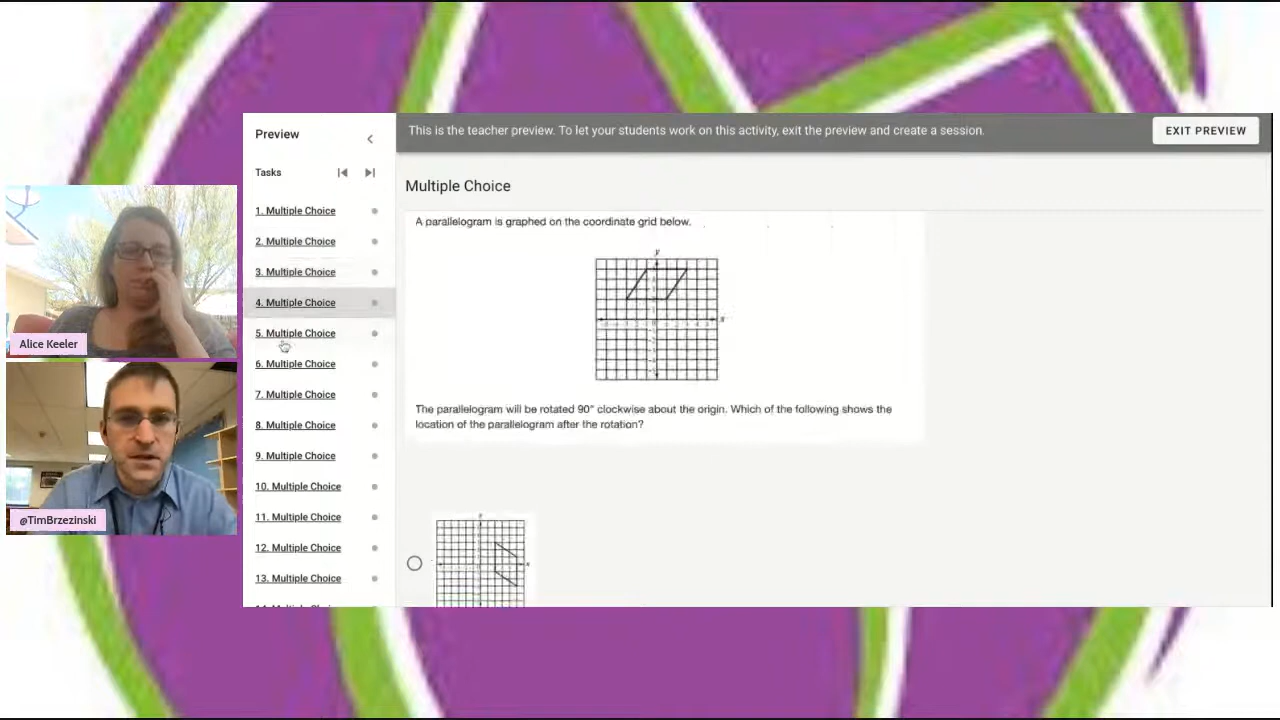 Preview
This is the teacher preview. To let your students work on this activity, exit the preview and create a session.
EXIT PREVIEW
Tasks
Multiple Choice
1. Multiple Choice
2. Multiple Choice
3. Multiple Choice
4. Multiple Choice
5. Multiple Choice
6. Multiple Choice
7. Multiple Choice
8. Multiple Choice
9. Multiple Choice
10. Multiple Choice
11. Multiple Choice
12. Multiple Choice
13. Multiple Choice
A parallelogram is graphed on the coordinate grid below.
y
x
The parallelogram will be rotated 90° clockwise about the origin. Which of the following shows the
location of the parallelogram after the rotation?
Alice Keeler
@TimBrzezinski